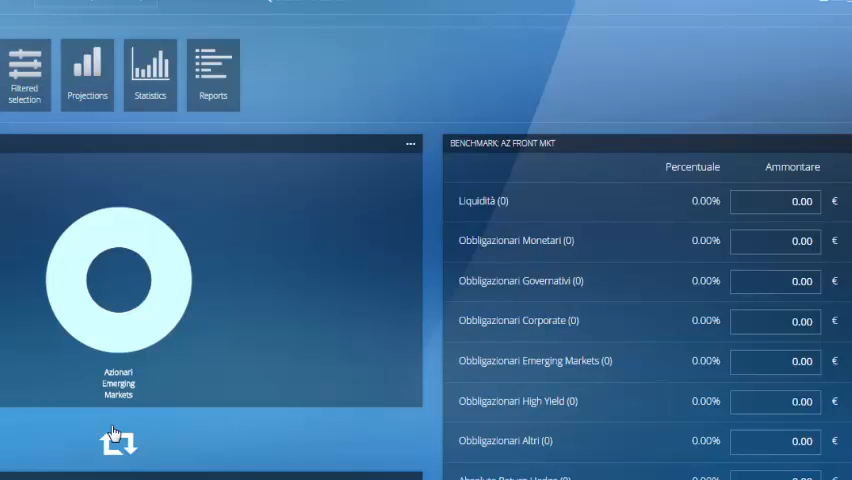 Filtered
selection
Projections
Statistics
Reports
...
Azionari
Emerging
Markets
BENCHMARK: AZ FRONT MKT
Percentuale Ammontare
Liquidità (0) 0.00% 0.00 €
Obbligazionari Monetari (0) 0.00% 0.00 €
Obbligazionari Governativi (0) 0.00% 0.00 €
Obbligazionari Corporate (0) 0.00% 0.00 €
Obbligazionari Emerging Markets (0) 0.00% 0.00 €
Obbligazionari High Yield (0) 0.00% 0.00 €
Obbligazionari Altri (0) 0.00% 0.00 €